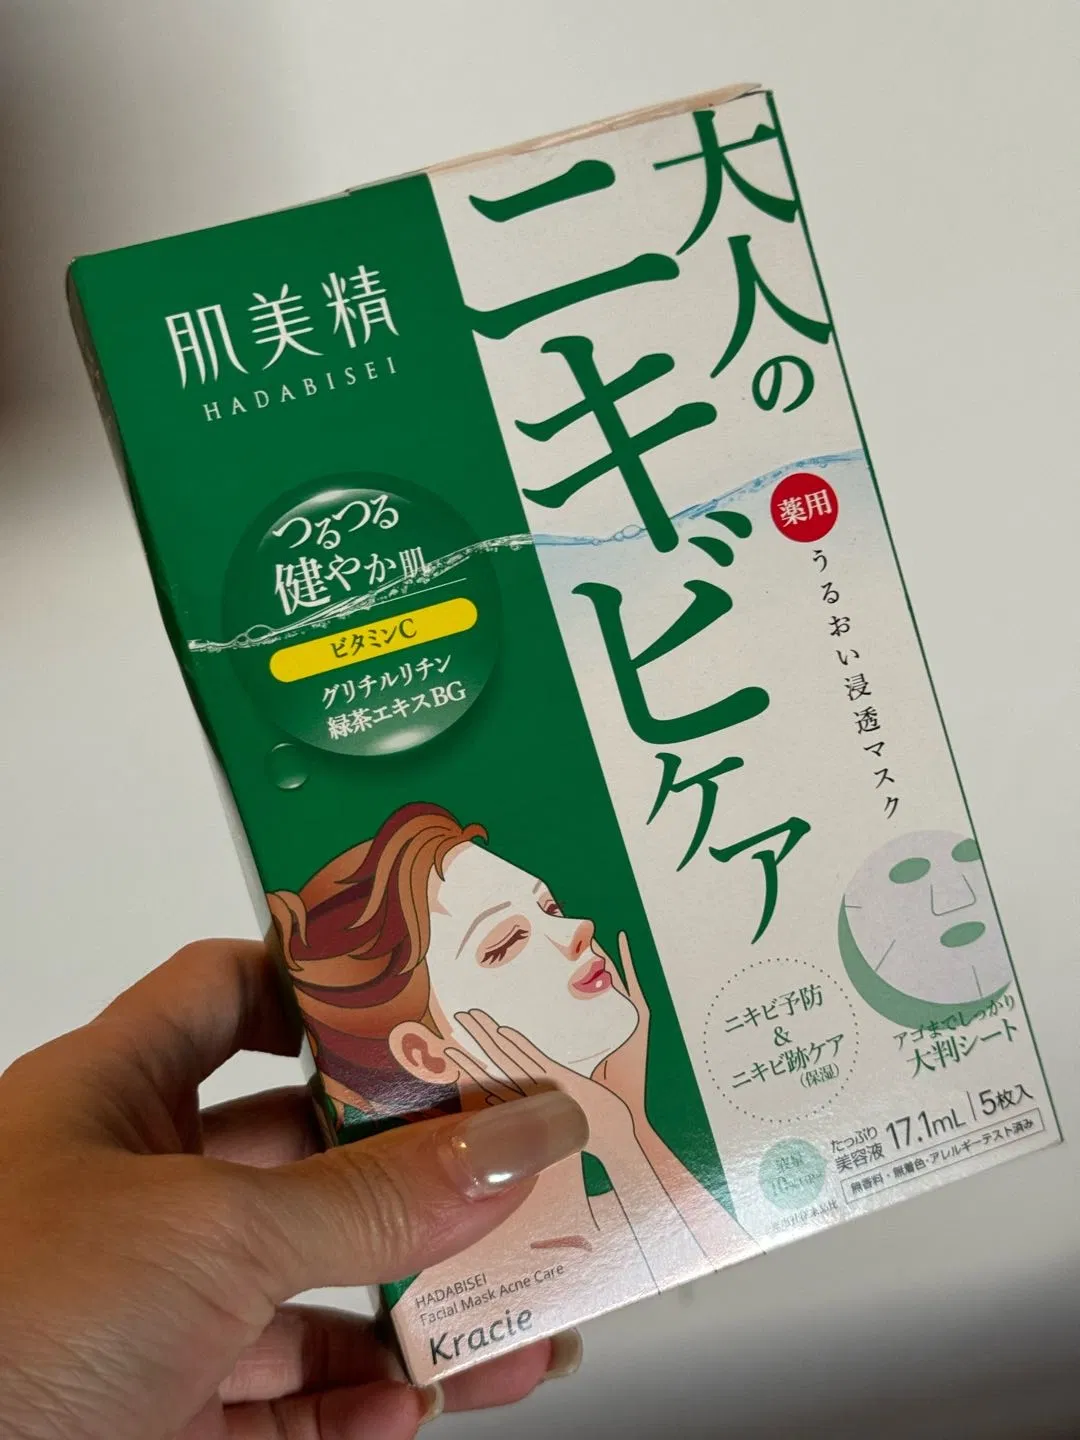 肌美精
HADABISEI
つるつる
健やか肌
ビタミンC
グリチルリチン
緑茶エキスBG
大人の
ニキビケア
薬用
うるおい浸透マスク
ニキビ予防
&
ニキビ跡ケア
(保湿)
アゴまでしっかり
大判シート
たっぷり
美容液 17.1mL | 5枚入
無香料・無着色・アレルギーテスト済み
HADABISEI
Facial Mask Acne Care
Kracie